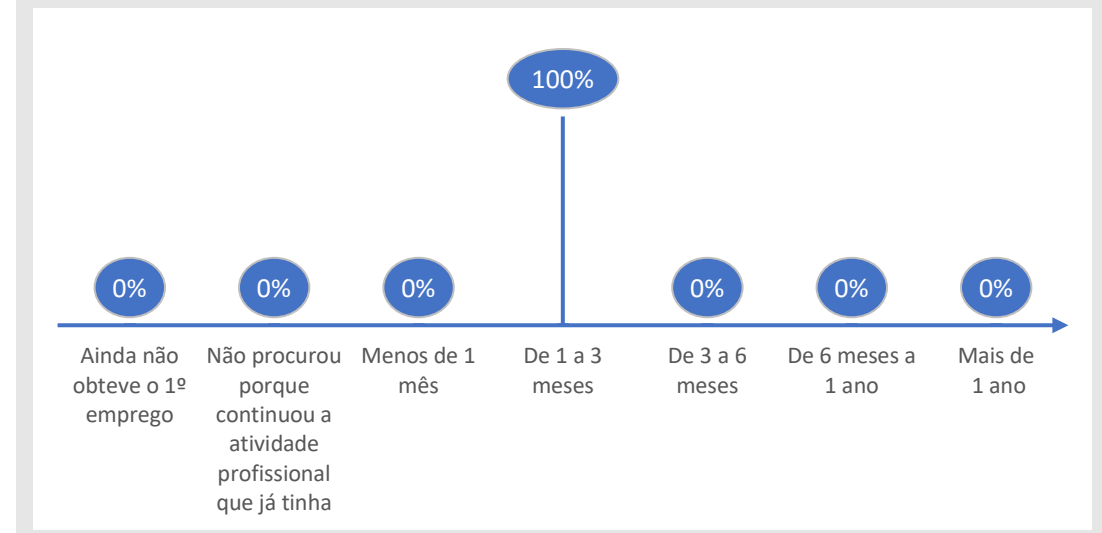 100%
0%
0%
0%
0%
0%
0%
Ainda não
obteve o 1º
emprego
Não procurou
porque
continuou a
atividade
profissional
que já tinha
Menos de 1
mês
De 1 a 3
meses
De 3 a 6
meses
De 6 meses a
1 ano
Mais de
1 ano